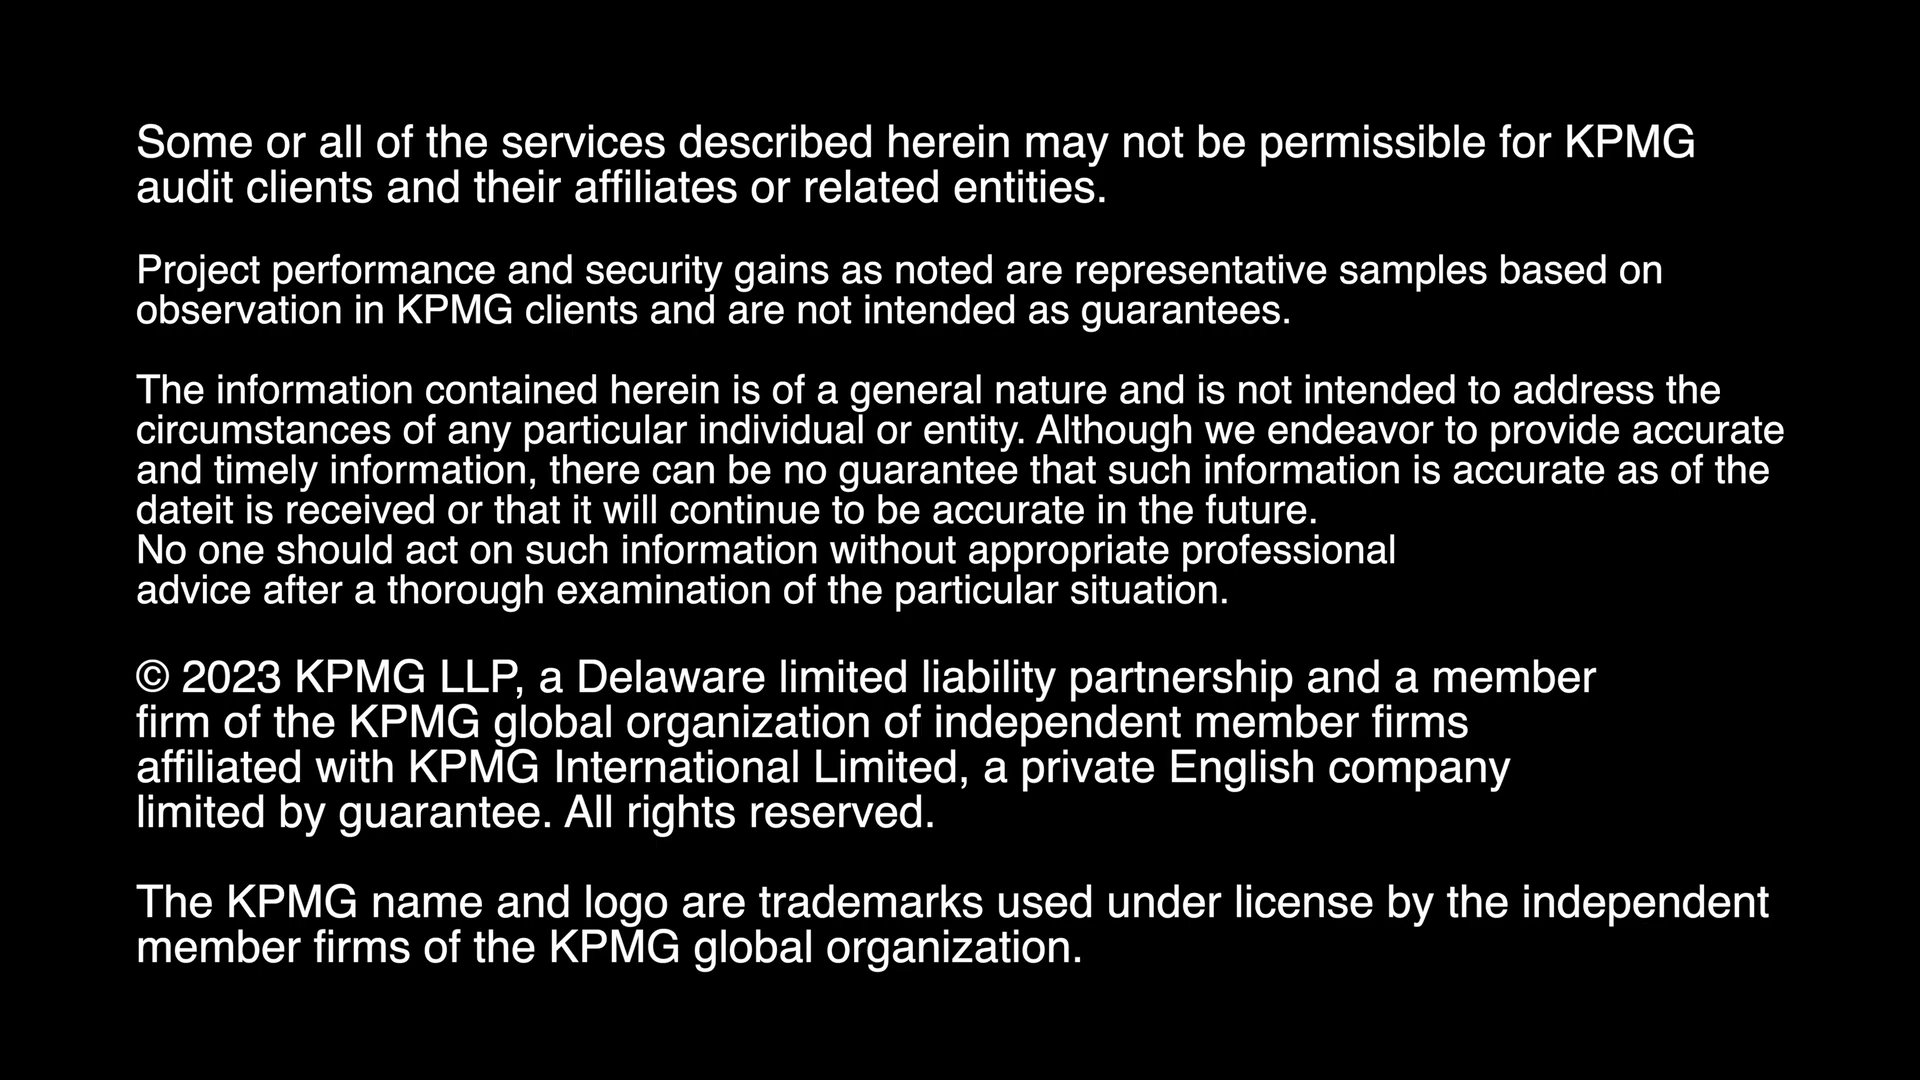 Some or all of the services described herein may not be permissible for KPMG
audit clients and their affiliates or related entities.
Project performance and security gains as noted are representative samples based on
observation in KPMG clients and are not intended as guarantees.
The information contained herein is of a general nature and is not intended to address the
circumstances of any particular individual or entity. Although we endeavor to provide accurate
and timely information, there can be no guarantee that such information is accurate as of the
dateit is received or that it will continue to be accurate in the future.
No one should act on such information without appropriate professional
advice after a thorough examination of the particular situation.
© 2023 KPMG LLP, a Delaware limited liability partnership and a member
firm of the KPMG global organization of independent member firms
affiliated with KPMG International Limited, a private English company
limited by guarantee. All rights reserved.
The KPMG name and logo are trademarks used under license by the independent
member firms of the KPMG global organization.